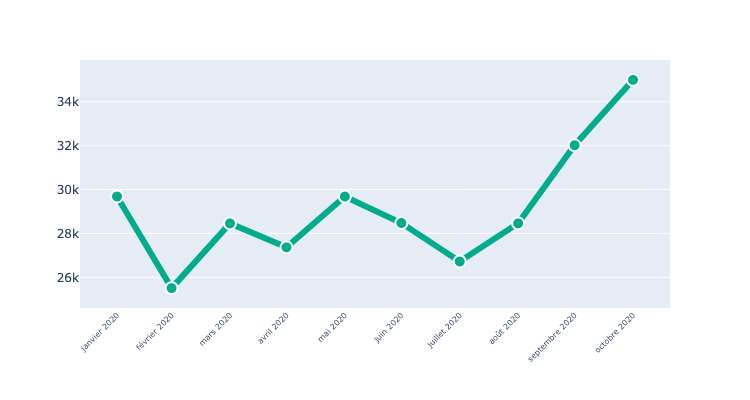 34k
32k
30k
28k
26k
janvier 2020
février 2020
mars 2020
avril 2020
mai 2020
juin 2020
juillet 2020
août 2020
septembre 2020
octobre 2020